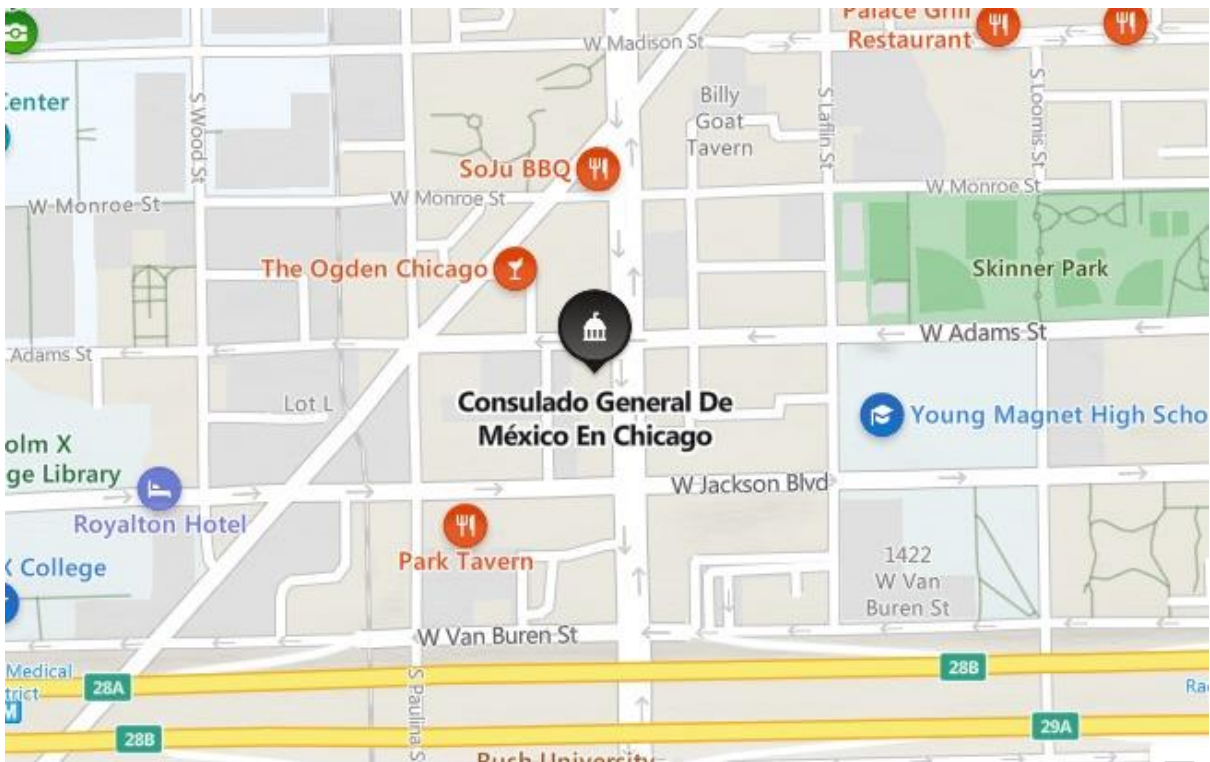 Palace Grill
Restaurant
W Madison St
Center
S Wood St
Billy
Goat
Tavern
S Laflin St
S Loomis St
SoJu BBQ
W Monroe St
W Monroe St
W Monroe St
The Ogden Chicago
Skinner Park
W Adams St
Adams St
Consulado General De
México En Chicago
Lot L
Young Magnet High Scho
olm X
ge Library
W Jackson Blvd
Royalton Hotel
Park Tavern
X College
1422
W Van
Buren St
W Van Buren St
Medical
trict
M
28A
28B
S Paulina S
Ra
28B
29A
Rush University